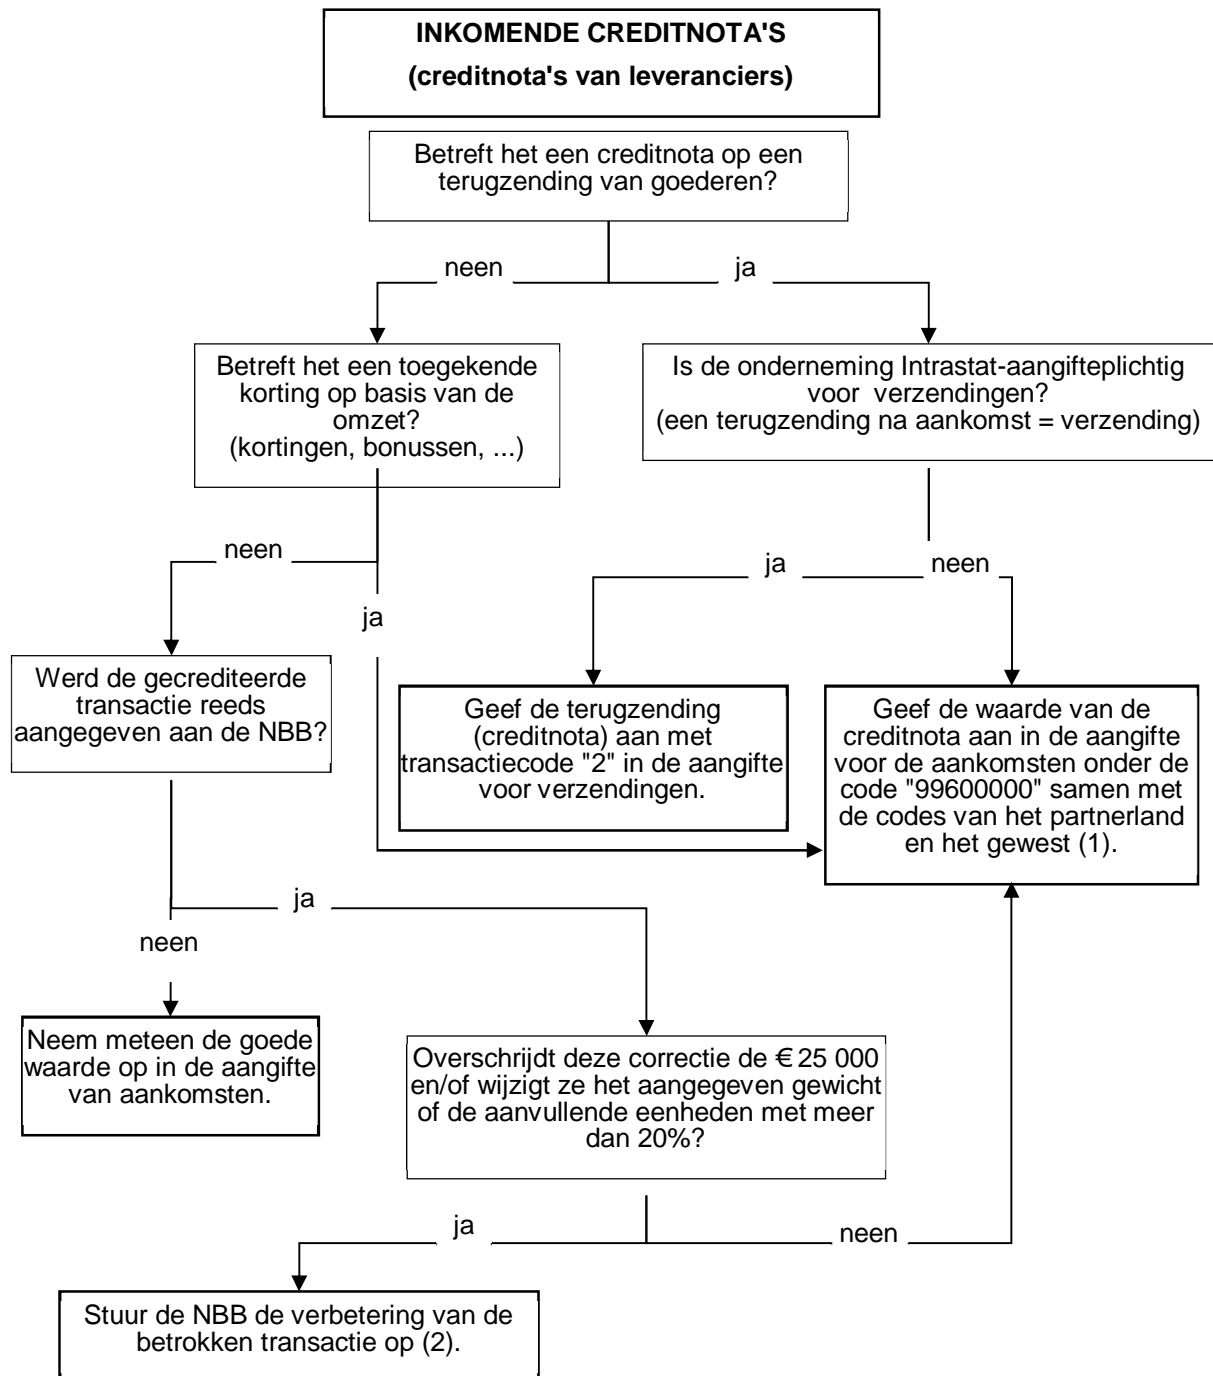 INKOMENDE CREDITNOTA'S
(creditnota's van leveranciers)
Betreft het een creditnota op een
terugzending van goederen?
neen
ja
Betreft het een toegekende
korting op basis van de
omzet?
(kortingen, bonussen, ...)
Is de onderneming Intrastat-aangifteplichtig
voor verzendingen?
(een terugzending na aankomst = verzending)
neen
ja
ja
neen
Werd de gecrediteerde
transactie reeds
aangegeven aan de NBB?
Geef de terugzending
(creditnota) aan met
transactiecode "2" in de aangifte
voor verzendingen.
Geef de waarde van de
creditnota aan in de aangifte
voor de aankomsten onder de
code "99600000" samen met
de codes van het partnerland
en het gewest (1).
ja
neen
Neem meteen de goede
waarde op in de aangifte
van aankomsten.
Overschrijdt deze correctie de € 25 000
en/of wijzigt ze het aangegeven gewicht
of de aanvullende eenheden met meer
dan 20%?
ja
neen
Stuur de NBB de verbetering van de
betrokken transactie op (2).